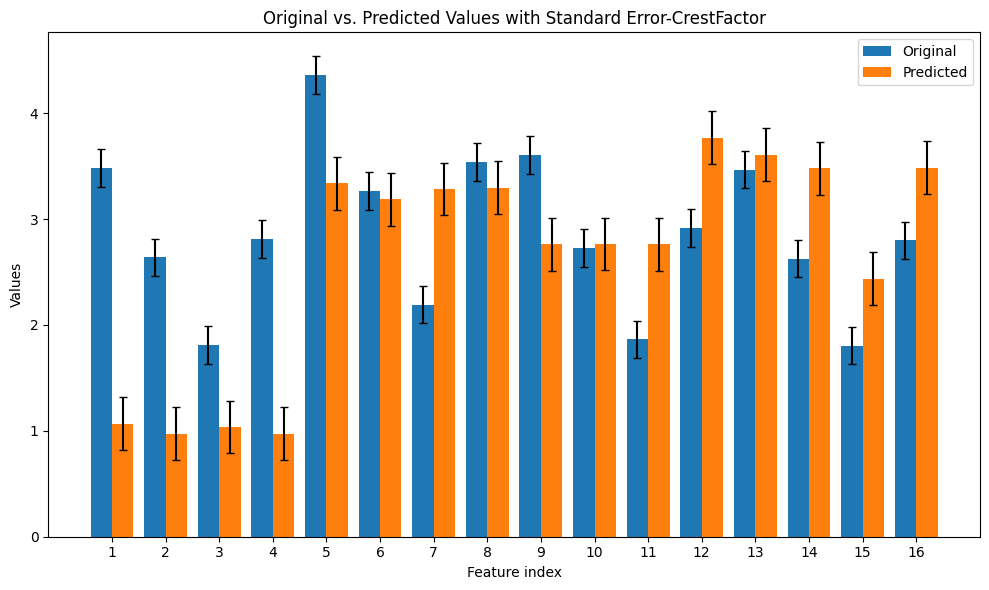 Original vs. Predicted Values with Standard Error-CrestFactor
Original
Predicted
Values
4
3
2
1
0
1 2 3 4 5 6 7 8 9 10 11 12 13 14 15 16
Feature index